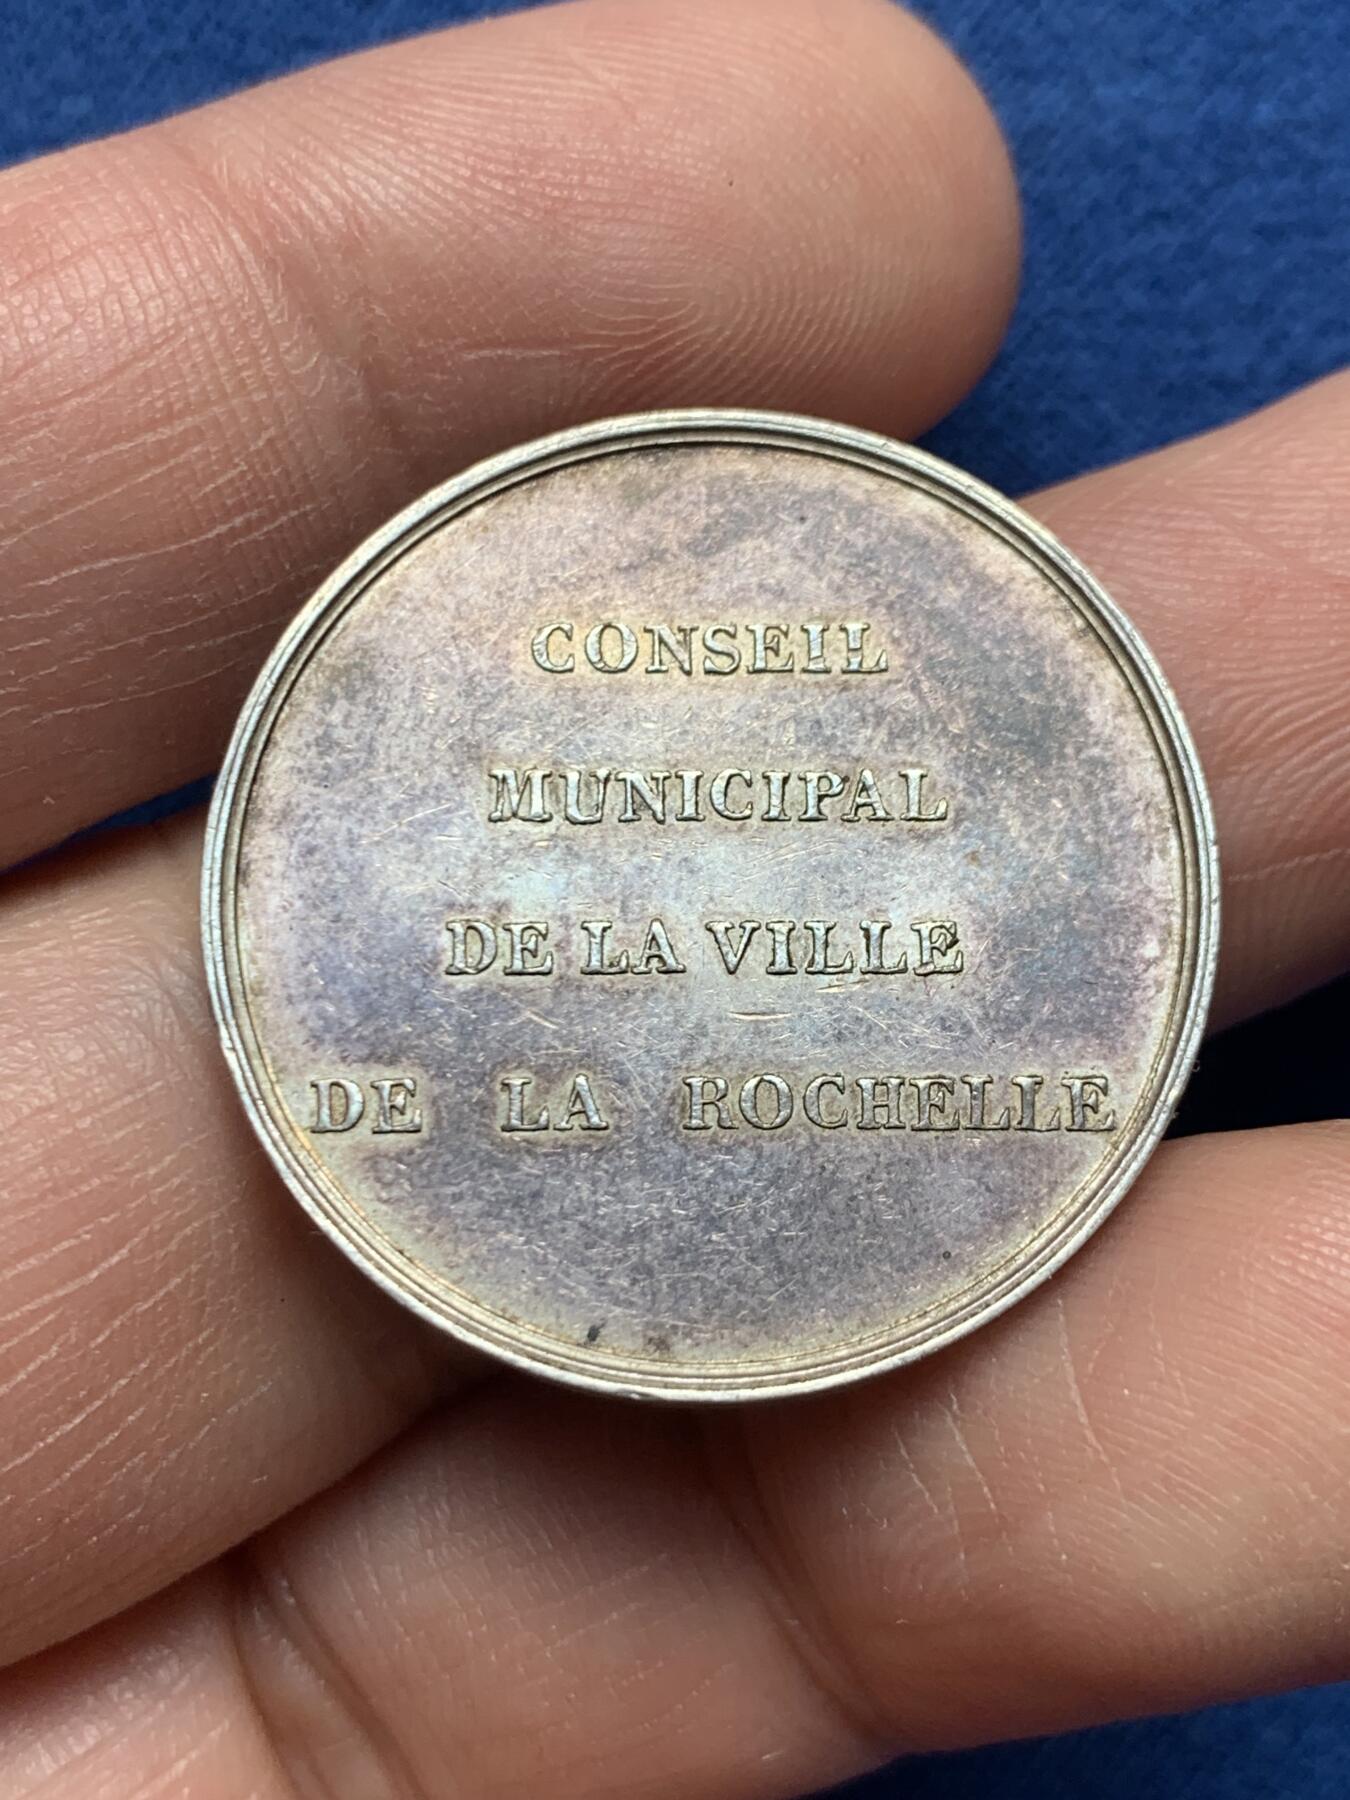 CONSEIL
MUNICIPAL
DE LA VILLE
DE LA ROCHELLE